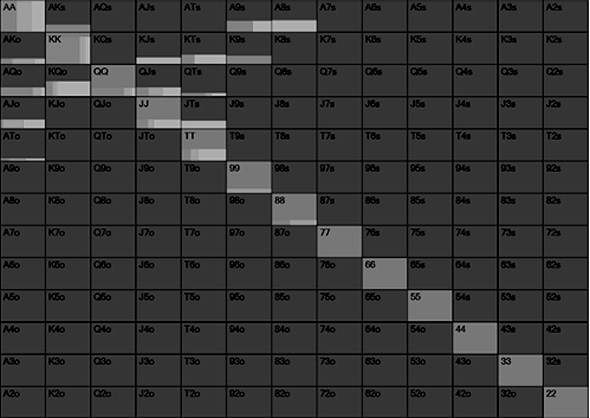 AA AKs AQs AJs ATs A9s A8s A7s A6s A5s A4s A3s A2s
AKo KK KQs KJs KTs K9s K8s K7s K6s K5s K4s K3s K2s
AQo KQo QQ QJs QTs Q9s Q8s Q7s Q6s Q5s Q4s Q3s Q2s
AJo KJo QJo JJ JTs J9s J8s J7s J6s J5s J4s J3s J2s
ATo KTo QTo JTo TT T9s T8s T7s T6s T5s T4s T3s T2s
A9o K9o Q9o J9o T9o 99 98s 97s 96s 95s 94s 93s 92s
A8o K8o Q8o J8o T8o 98o 88 87s 86s 85s 84s 83s 82s
A7o K7o Q7o J7o T7o 97o 87o 77 76s 75s 74s 73s 72s
A6o K6o Q6o J6o T6o 96o 86o 76o 66 65s 64s 63s 62s
A5o K5o Q5o J5o T5o 95o 85o 75o 65o 55 54s 53s 52s
A4o K4o Q4o J4o T4o 94o 84o 74o 64o 54o 44 43s 42s
A3o K3o Q3o J3o T3o 93o 83o 73o 63o 53o 43o 33 32s
A2o K2o Q2o J2o T2o 92o 82o 72o 62o 52o 42o 32o 22